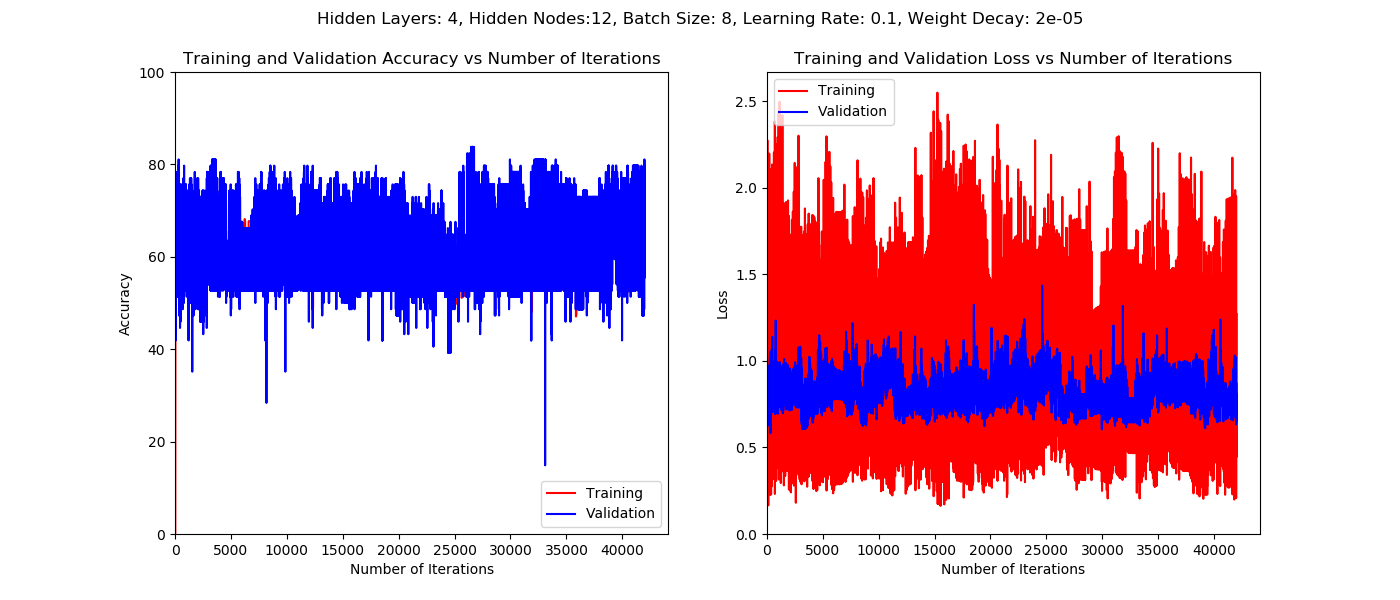 Hidden Layers: 4, Hidden Nodes:12, Batch Size: 8, Learning Rate: 0.1, Weight Decay: 2e-05
Training and Validation Accuracy vs Number of Iterations
100
80
60
40
20
0
Accuracy
0 5000 10000 15000 20000 25000 30000 35000 40000
Number of Iterations
Training
Validation
Training and Validation Loss vs Number of Iterations
2.5
2.0
1.5
1.0
0.5
0.0
Loss
0 5000 10000 15000 20000 25000 30000 35000 40000
Number of Iterations
Training
Validation